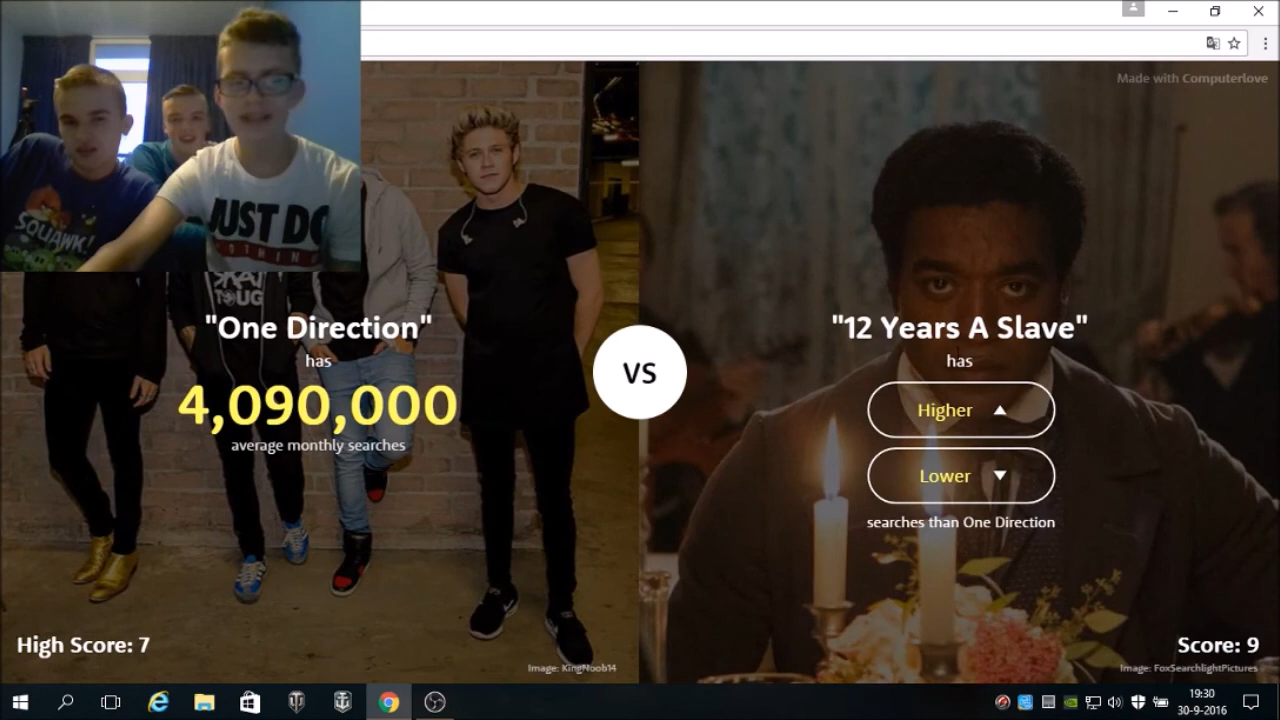 Made with Computerlove
SQUAWK!
JUST DO
NOTHING
TOUG
"One Direction"
has
4,090,000
average monthly searches
VS
"12 Years A Slave"
has
Higher
Lower
searches than One Direction
High Score: 7
Image: KingNoob14
Score: 9
Image: FoxSearchlightPictures
19:30
30-9-2016